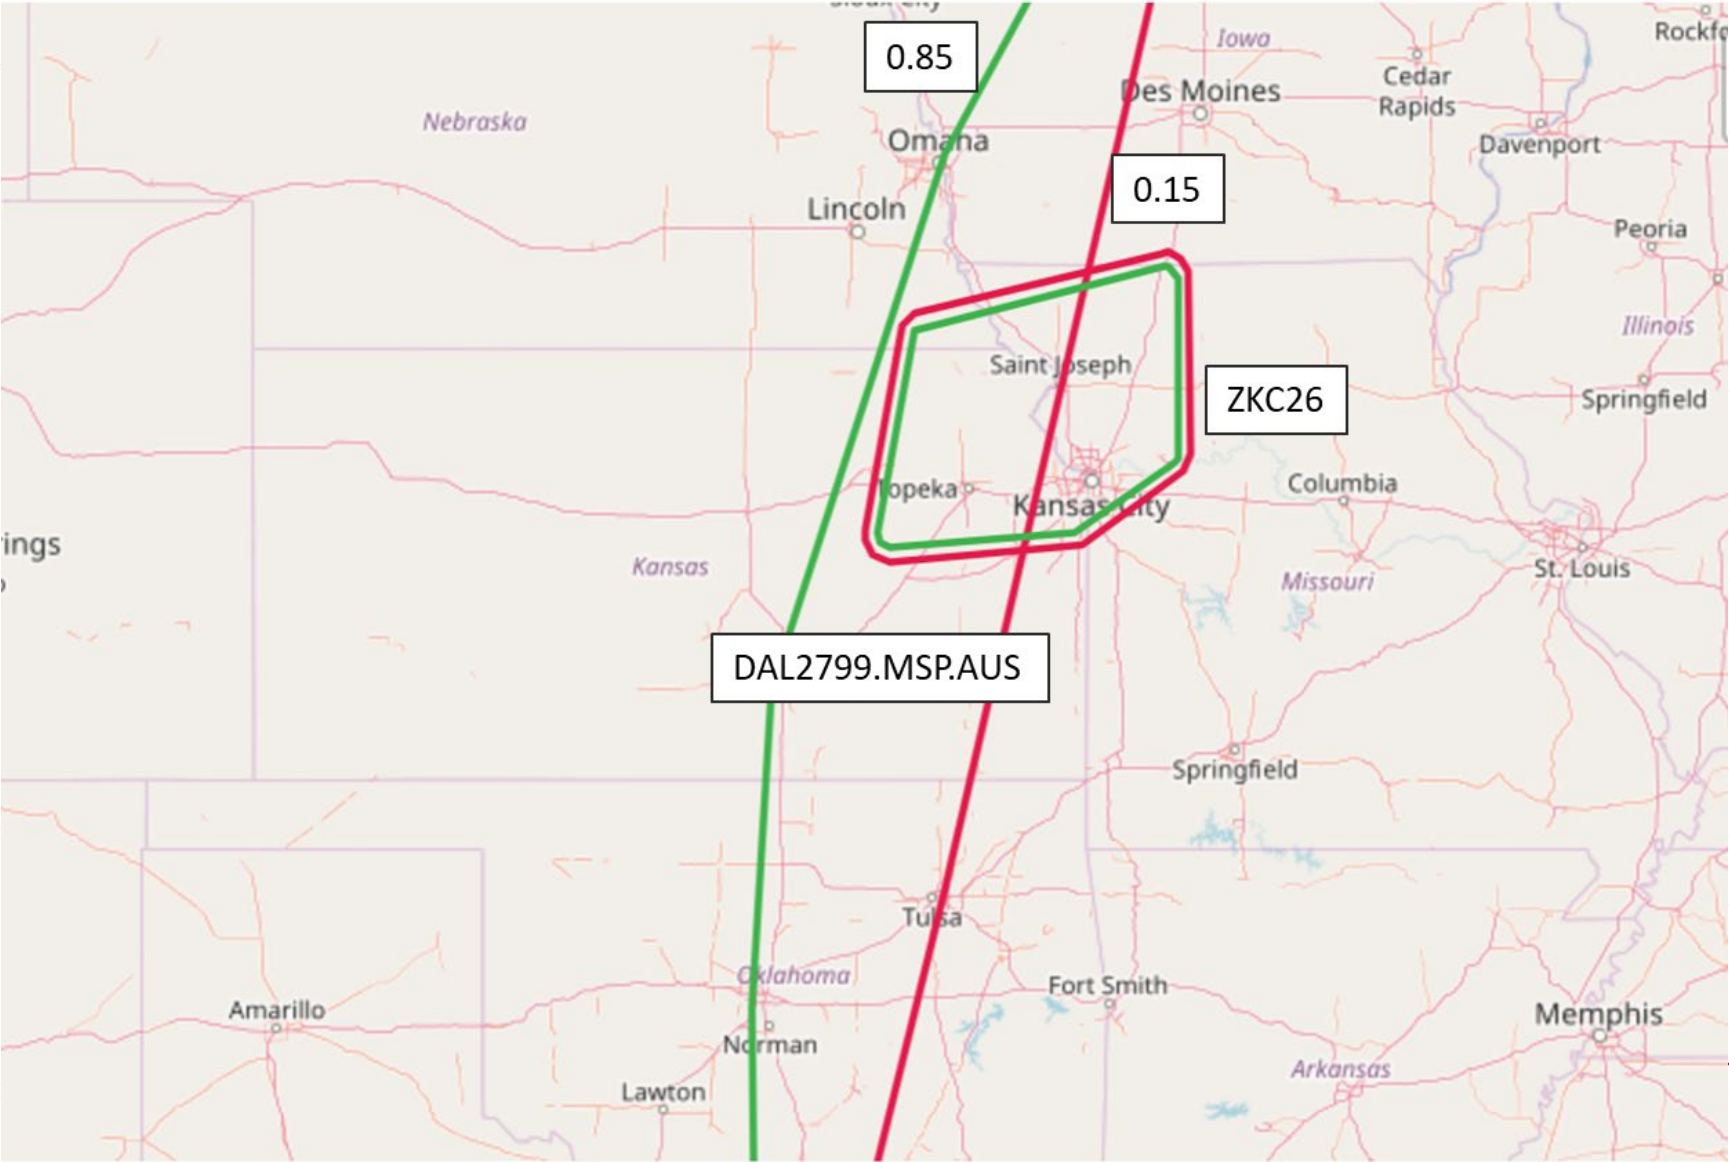 0.85
Iowa
Des Moines
Cedar
Rapids
Nebraska
Omaha
Davenport
0.15
Lincoln
Peoria
Illinois
Saint Joseph
ZKC26
Springfield
Topeka
Columbia
Kansas City
ings
Kansas
St. Louis
Missouri
DAL2799.MSP.AUS
Springfield
Tulsa
Oklahoma
Fort Smith
Amarillo
Memphis
Norman
Arkansas
Lawton